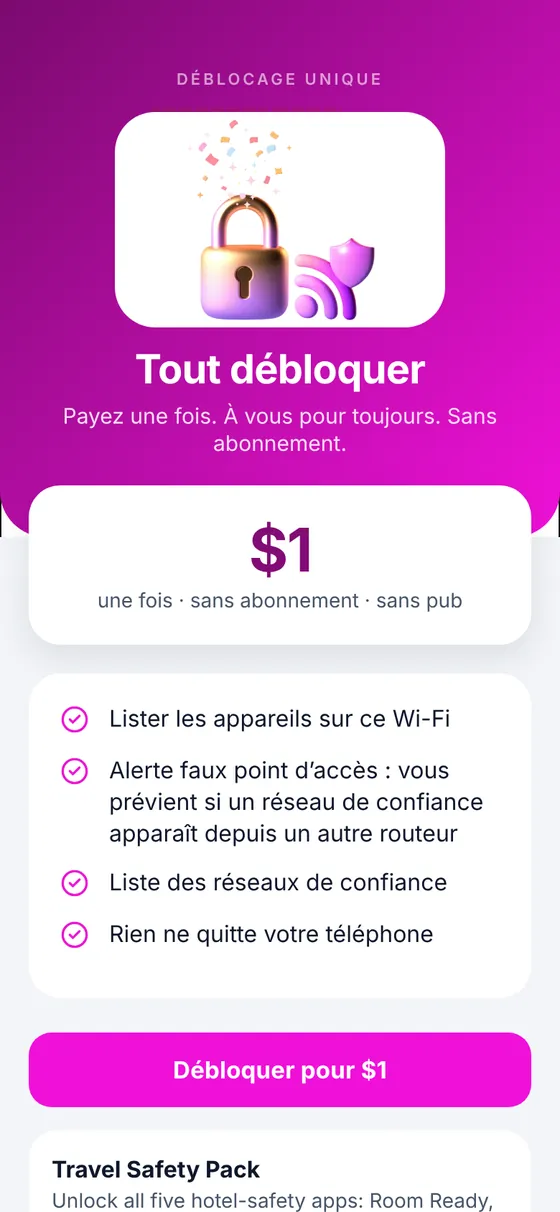 DÉBLOCAGE UNIQUE
Tout débloquer
Payez une fois. À vous pour toujours. Sans
abonnement.
$1
une fois · sans abonnement · sans pub
Lister les appareils sur ce Wi-Fi
Alerte faux point d’accès : vous
prévient si un réseau de confiance
apparaît depuis un autre routeur
Liste des réseaux de confiance
Rien ne quitte votre téléphone
Débloquer pour $1
Travel Safety Pack
Unlock all five hotel-safety apps: Room Ready,